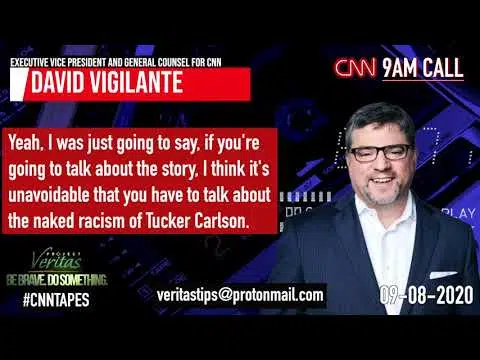 EXECUTIVE VICE PRESIDENT AND GENERAL COUNSEL FOR CNN
DAVID VIGILANTE
CNN 9AM CALL
Yeah, I was just going to say, if you're
going to talk about the story, I think it's
unavoidable that you have to talk about
the naked racism of Tucker Carlson.
PLAY
PROJECT
Veritas
BE BRAVE. DO SOMETHING.
#CNNTAPES
veritastips@protonmail.com
09-08-2020